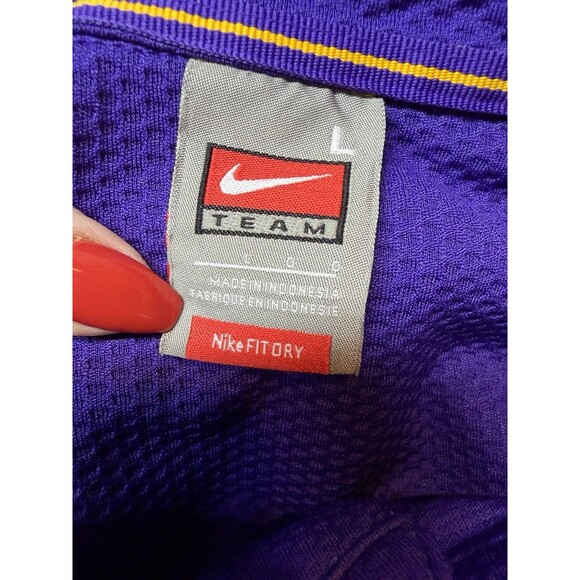 L
TEAM
L G G
MADE IN INDONESIA
FABRIQUE EN INDONESIE
Nike FIT DRY